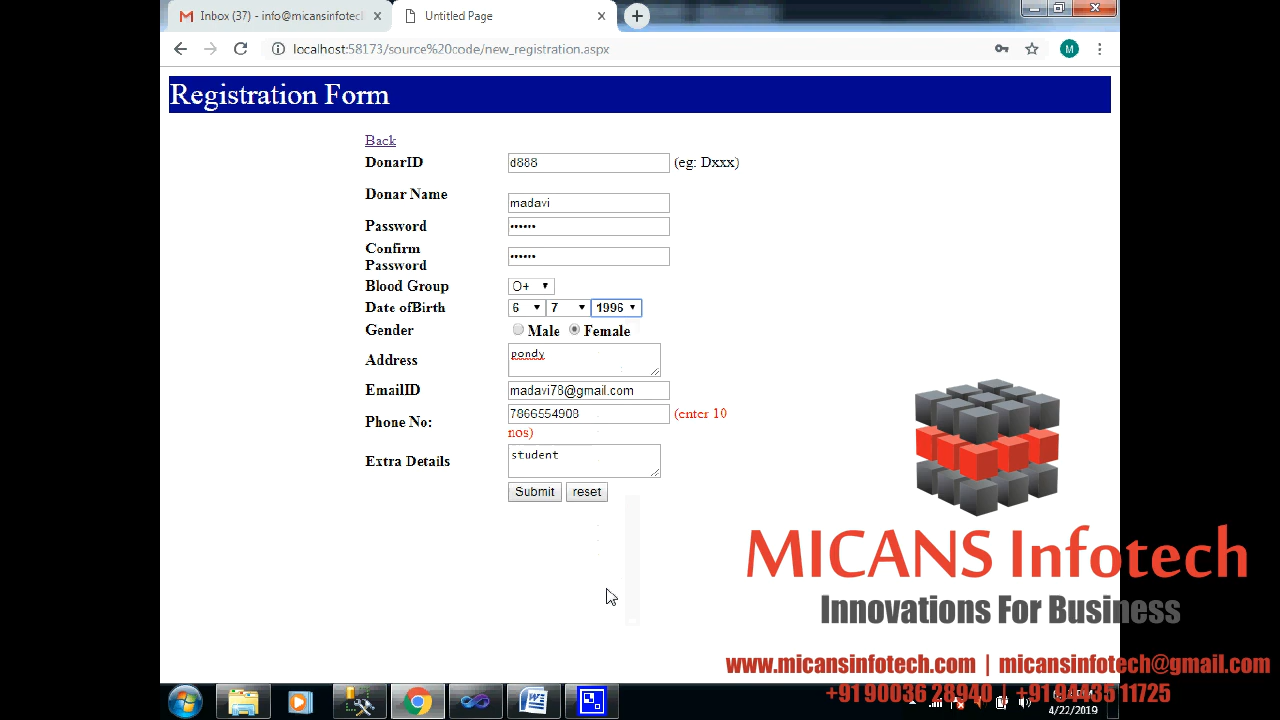 Inbox (37) - info@micansinfotech
Untitled Page
localhost:58173/source%20code/new_registration.aspx
M
Registration Form
Back
DonarID d888 (eg: Dxxx)
Donar Name madavi
Password ••••••
Confirm
Password ••••••
Blood Group O+
Date ofBirth 6 7 1996
Gender Male Female
Address pondy
EmailID madavi78@gmail.com
Phone No: 7866554908 (enter 10
nos)
Extra Details student
Submit reset
MICANS Infotech
Innovations For Business
www.micansinfotech.com | micansinfotech@gmail.com
+91 90036 28940 | +91 94435 11725
4/22/2019